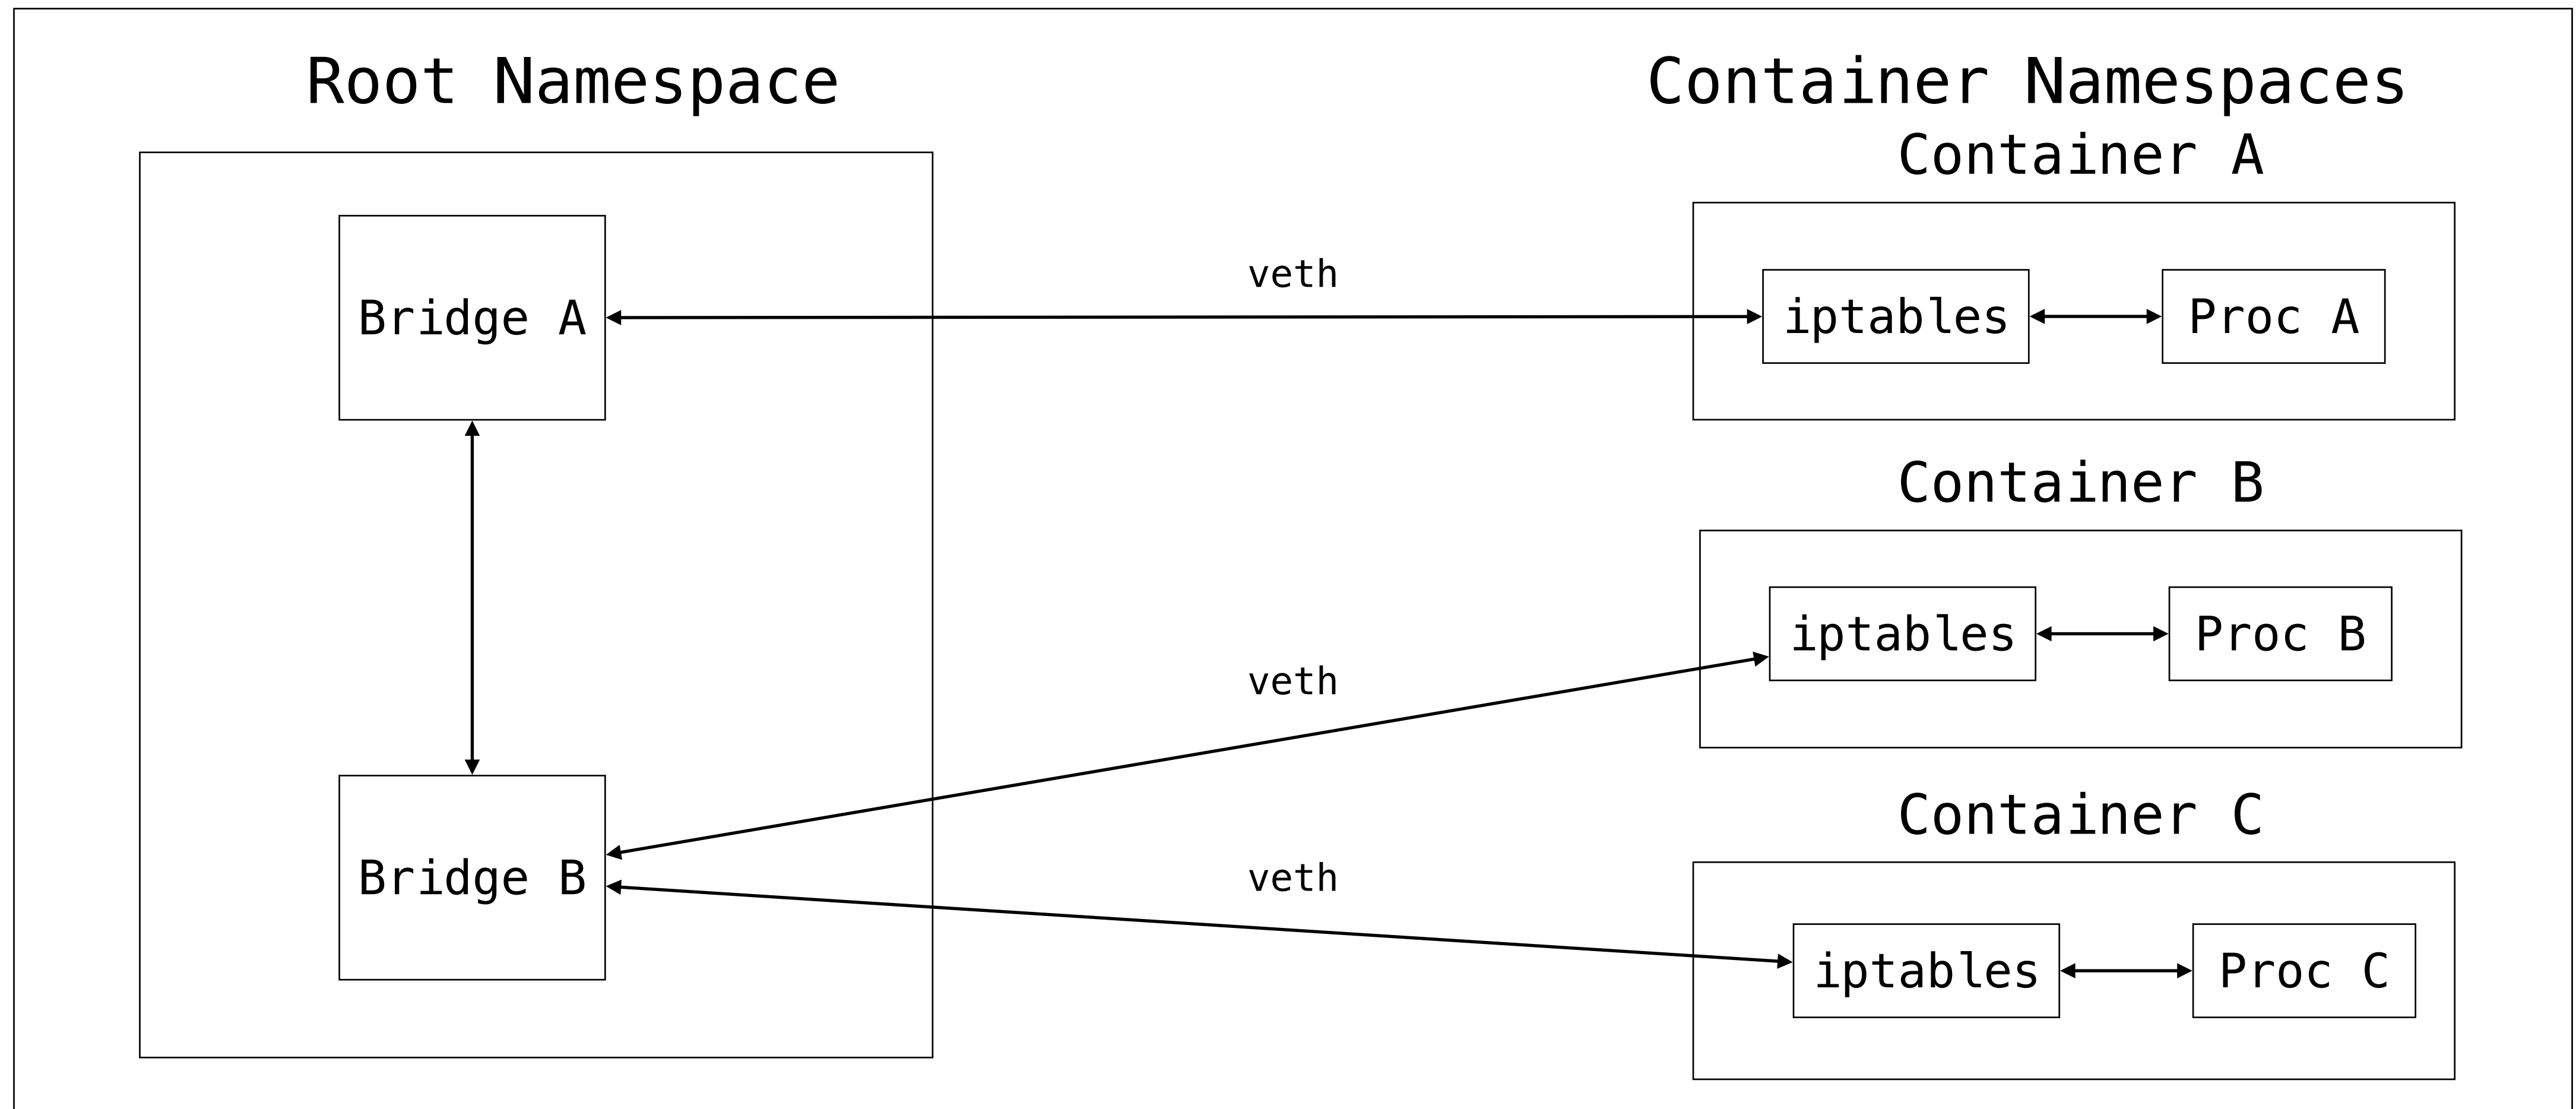 Root Namespace
Container Namespaces
Container A
Bridge A
veth
iptables
Proc A
Container B
veth
iptables
Proc B
Container C
Bridge B
veth
iptables
Proc C